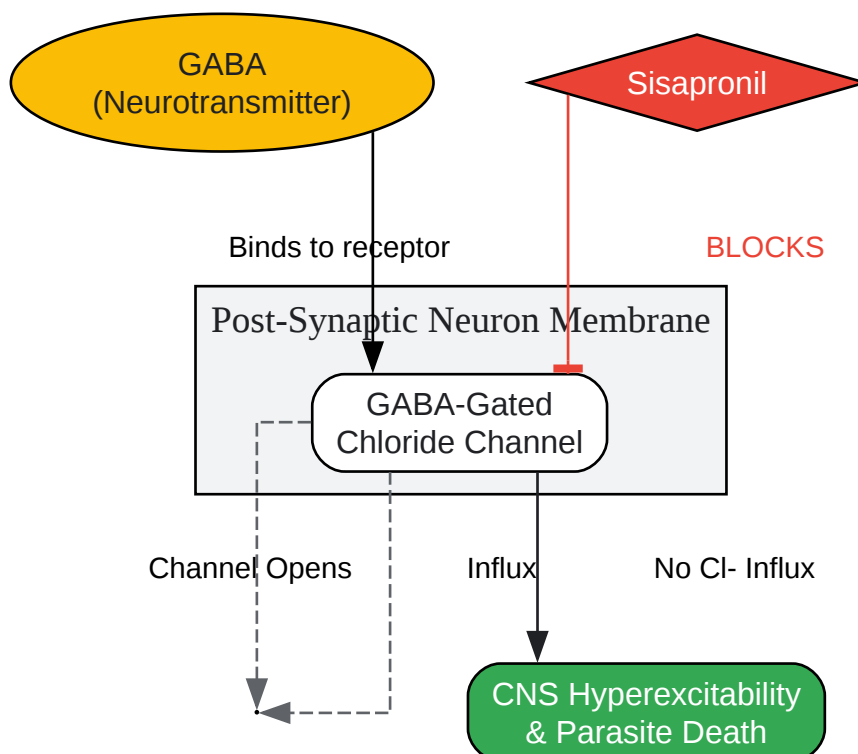 GABA
(Neurotransmitter)
Sisapronil
Binds to receptor
BLOCKS
Post-Synaptic Neuron Membrane
GABA-Gated
Chloride Channel
Channel Opens
Influx
No Cl- Influx
CNS Hyperexcitability
& Parasite Death